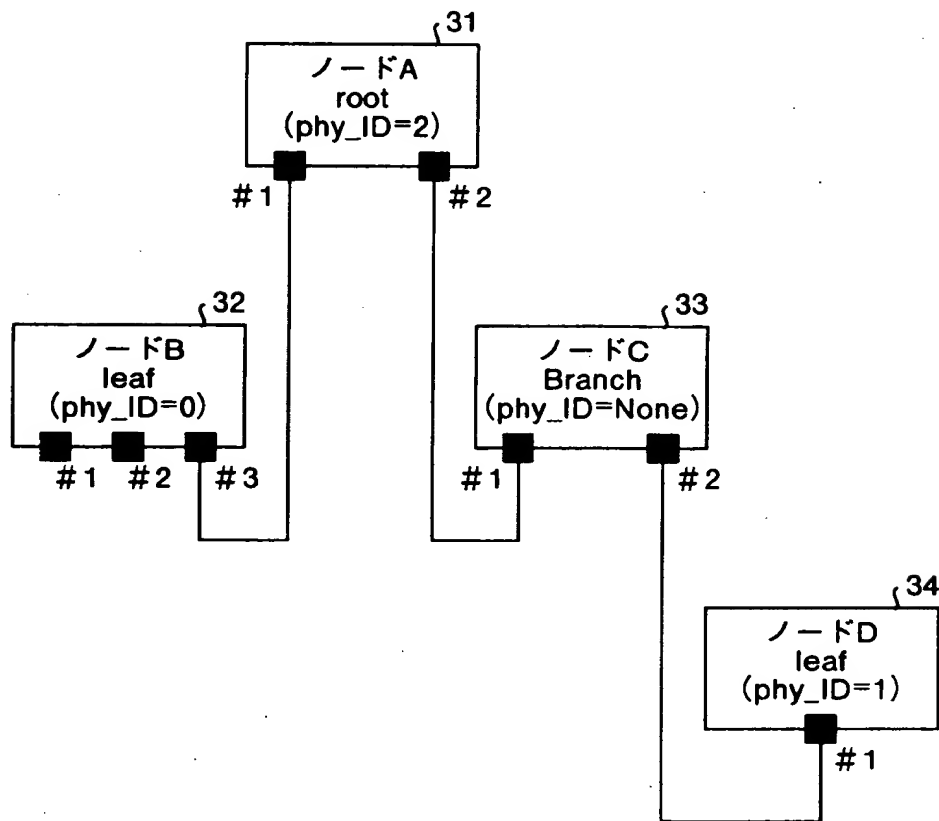 31
ノードA
root
(phy_ID=2)
#1
#2
32
ノードB
leaf
(phy_ID=0)
#1
#2
#3
33
ノードC
Branch
(phy_ID=None)
#1
#2
34
ノードD
leaf
(phy_ID=1)
#1